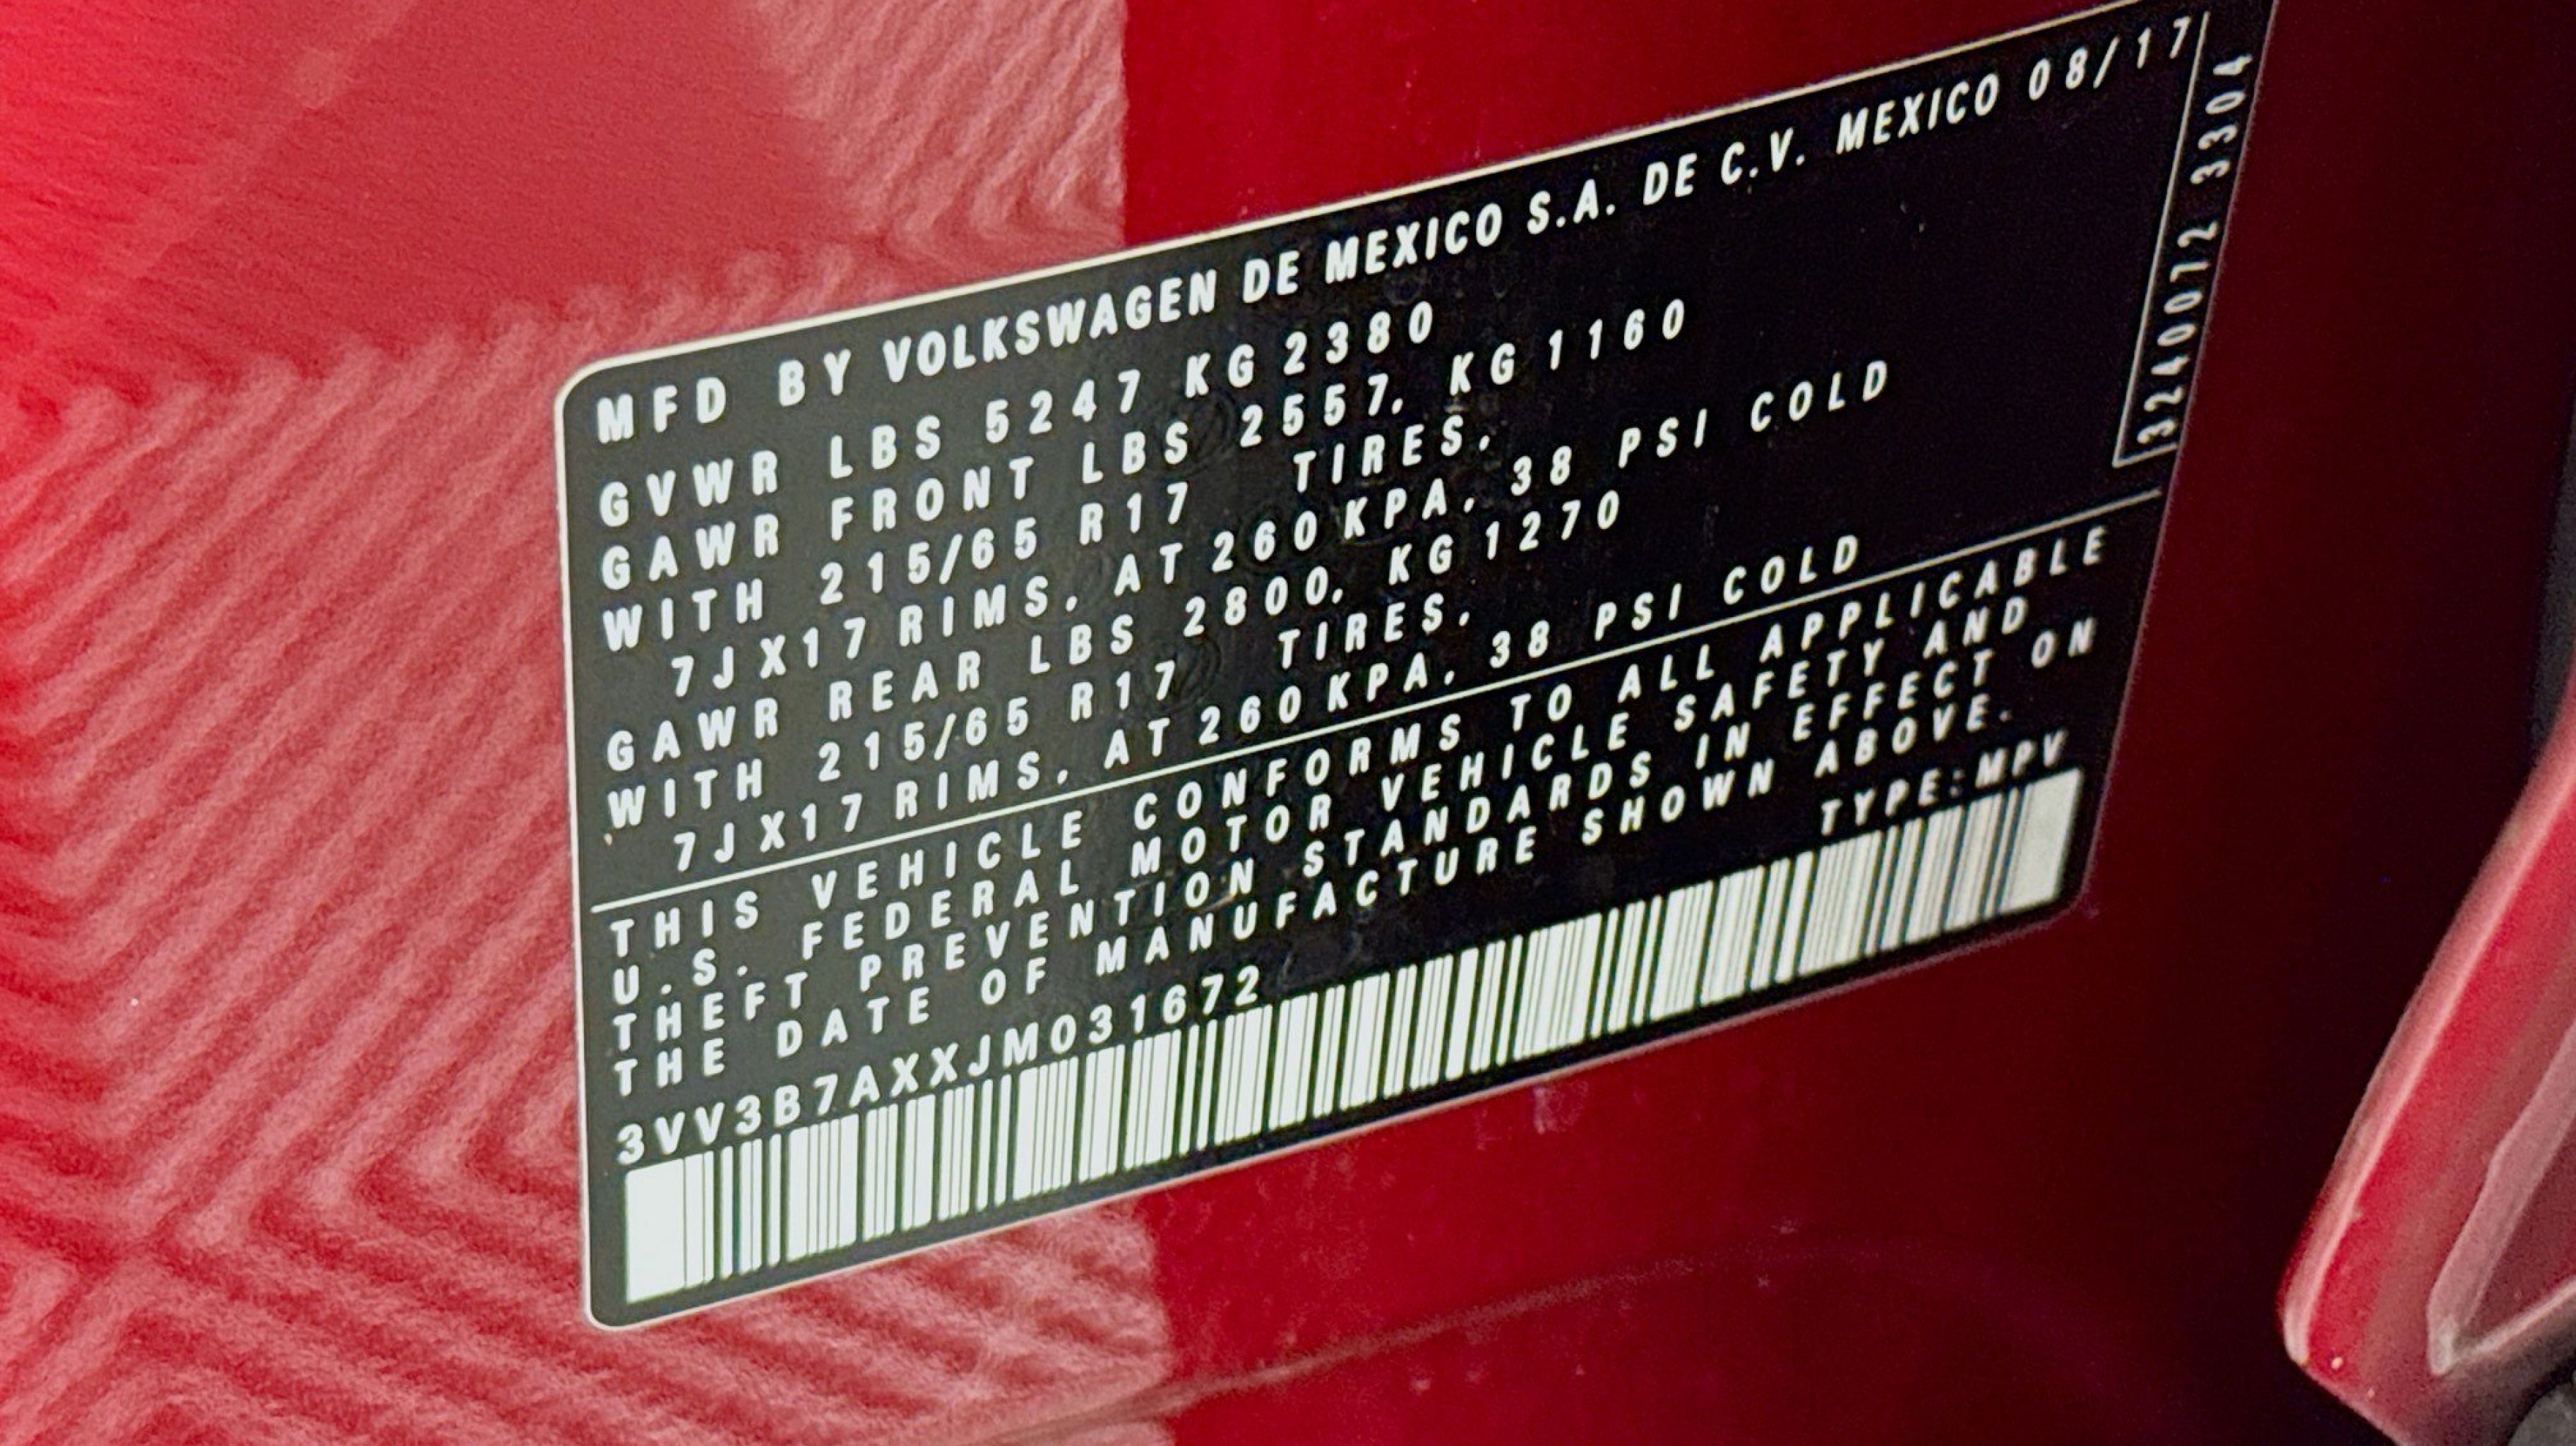 MFD BY VOLKSWAGEN DE MEXICO S.A. DE C.V. MEXICO 08/17
GVWR LBS 5247 KG 2380
GAWR FRONT LBS 2557, KG 1160
WITH 215/65 R17 TIRES,
7JX17 RIMS, AT 260KPA, 38 PSI COLD
GAWR REAR LBS 2800, KG 1270
WITH 215/65 R17 TIRES,
7JX17 RIMS, AT 260KPA, 38 PSI COLD
3240072 3304
THIS VEHICLE CONFORMS TO ALL APPLICABLE
U.S. FEDERAL MOTOR VEHICLE SAFETY AND
THEFT PREVENTION STANDARDS IN EFFECT ON
THE DATE OF MANUFACTURE SHOWN ABOVE.
3VV3B7AXXJM031672 TYPE:MPV